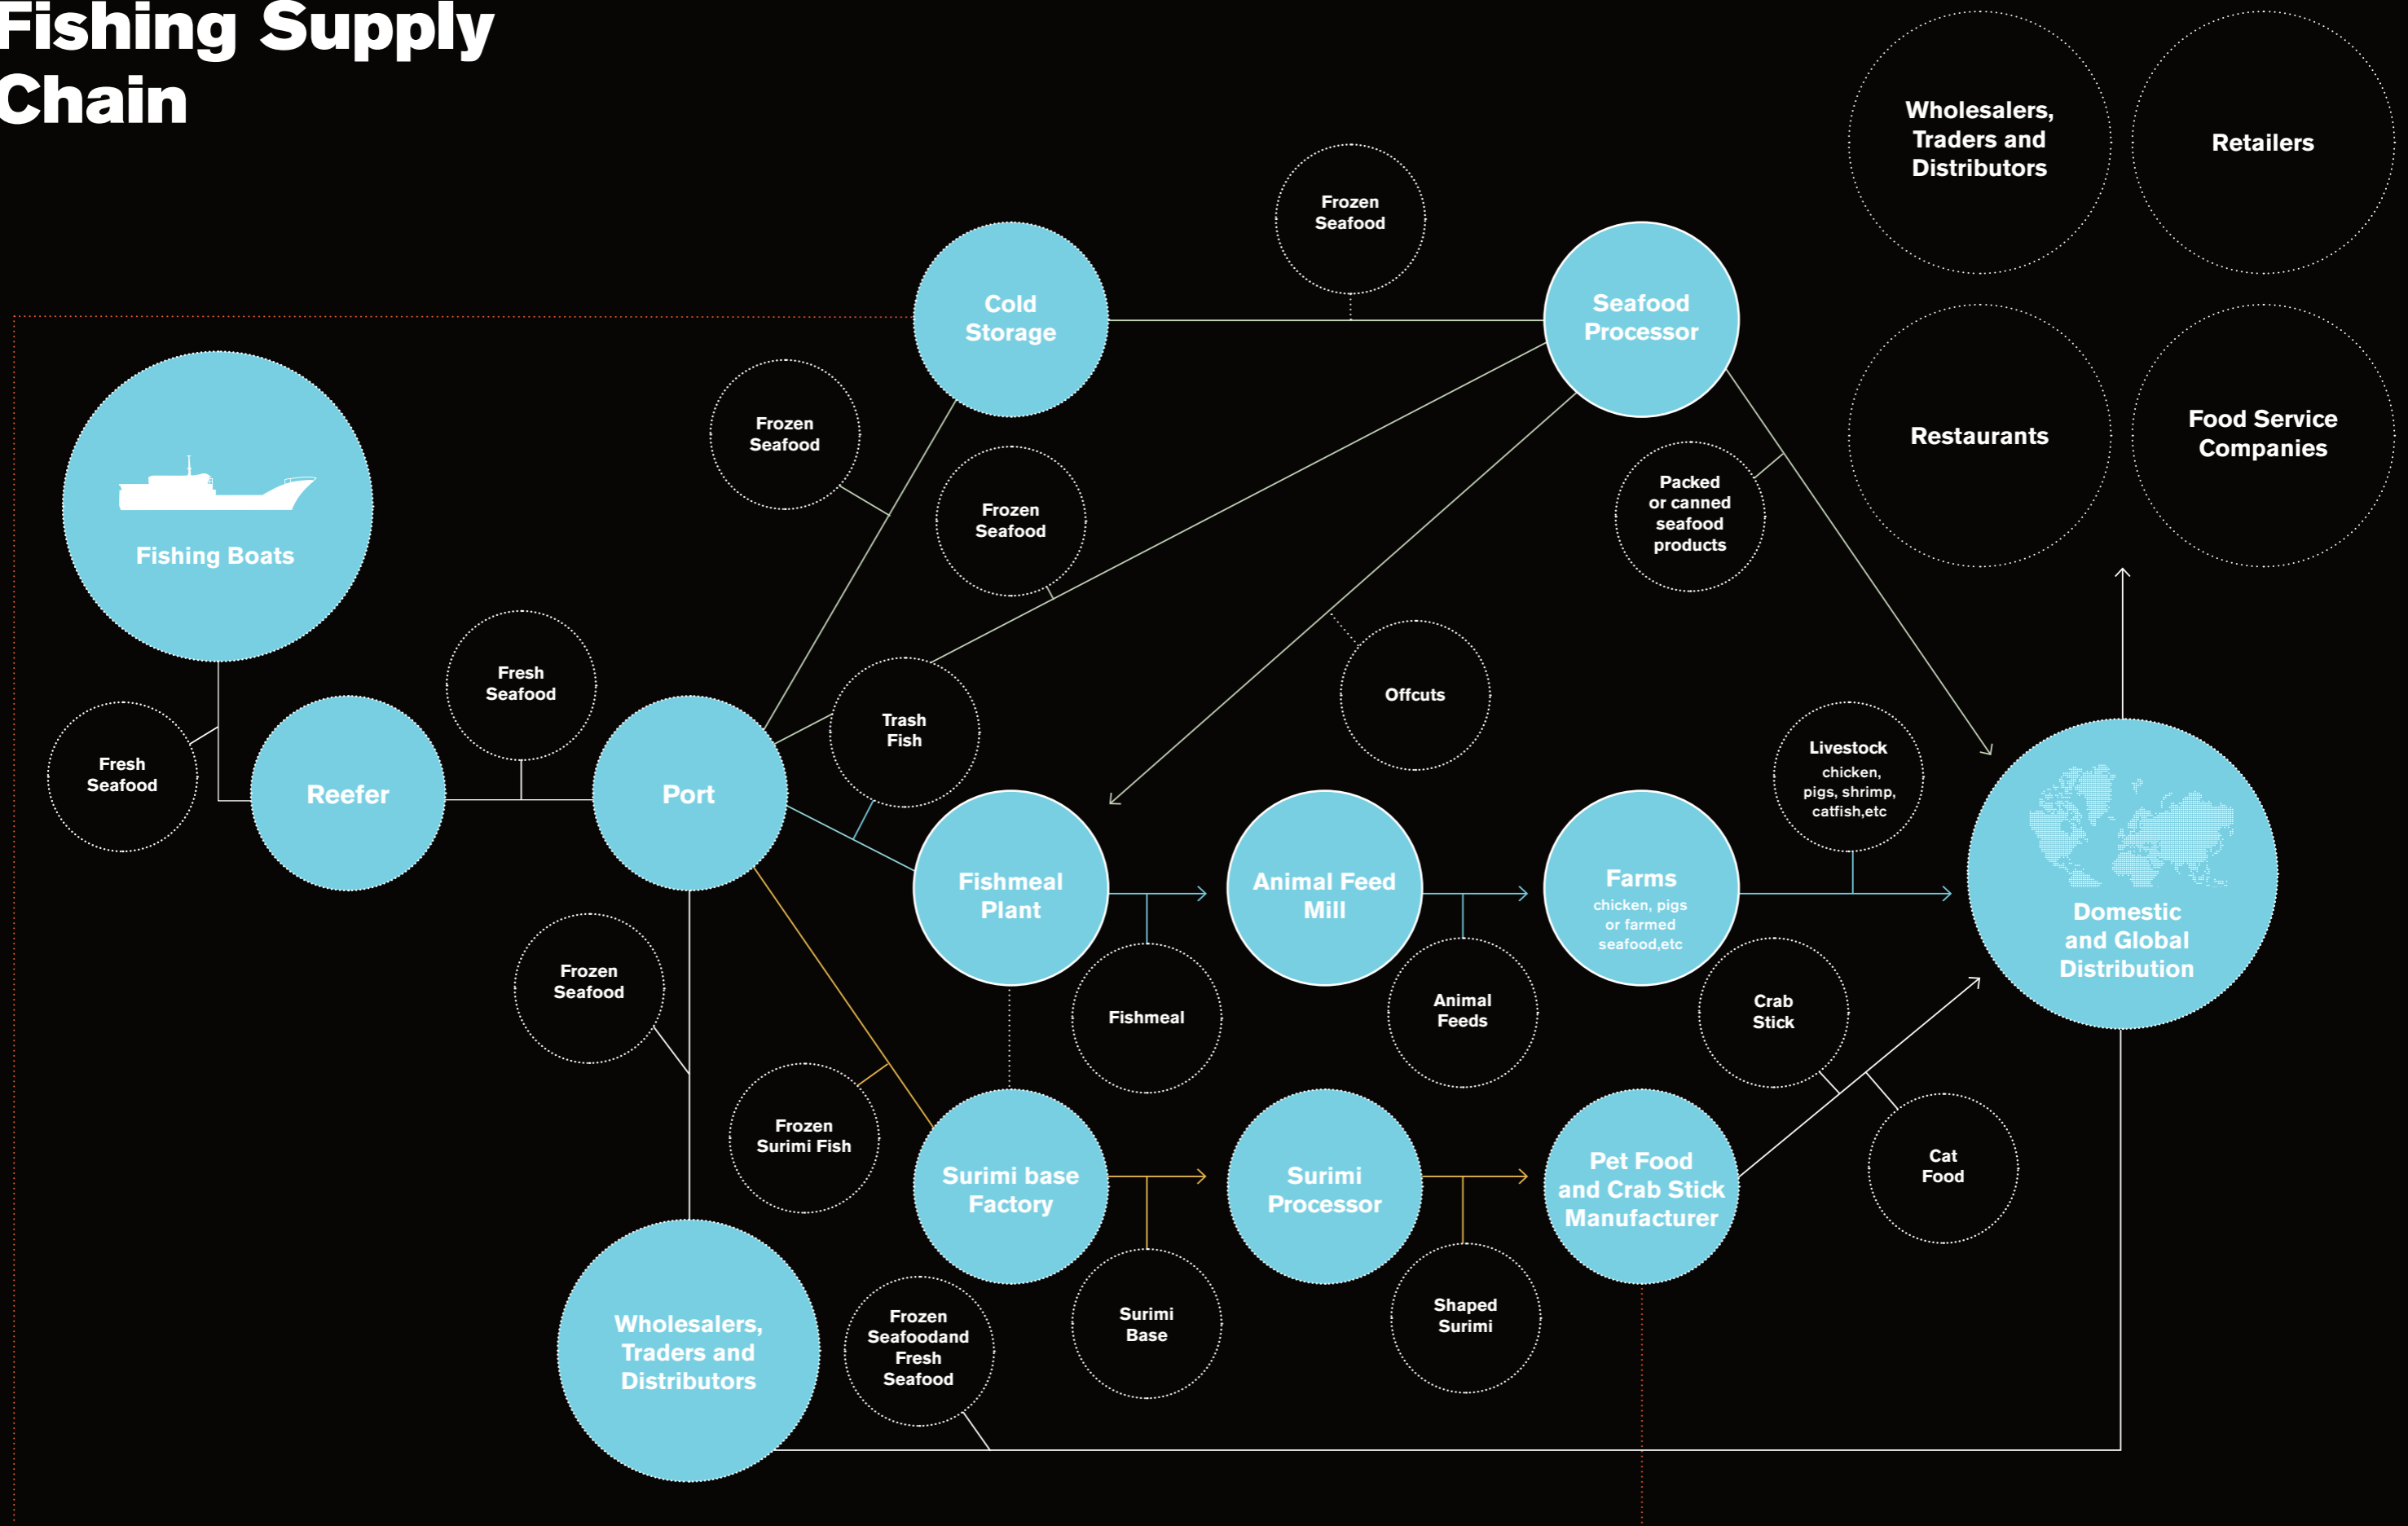 Fishing Supply
Chain
Wholesalers,
Traders and
Distributors
Retailers
Restaurants
Food Service
Companies
Frozen
Seafood
Cold
Storage
Seafood
Processor
Frozen
Seafood
Frozen
Seafood
Packed
or canned
seafood
products
Fishing Boats
Fresh
Seafood
Fresh
Seafood
Reefer
Port
Trash
Fish
Offcuts
Livestock
chicken,
pigs, shrimp,
catfish,etc
Fishmeal
Plant
Animal Feed
Mill
Farms
chicken, pigs
or farmed
seafood,etc
Domestic
and Global
Distribution
Frozen
Seafood
Fishmeal
Animal
Feeds
Crab
Stick
Frozen
Surimi Fish
Surimi base
Factory
Surimi
Processor
Pet Food
and Crab Stick
Manufacturer
Cat
Food
Wholesalers,
Traders and
Distributors
Frozen
Seafoodand
Fresh
Seafood
Surimi
Base
Shaped
Surimi